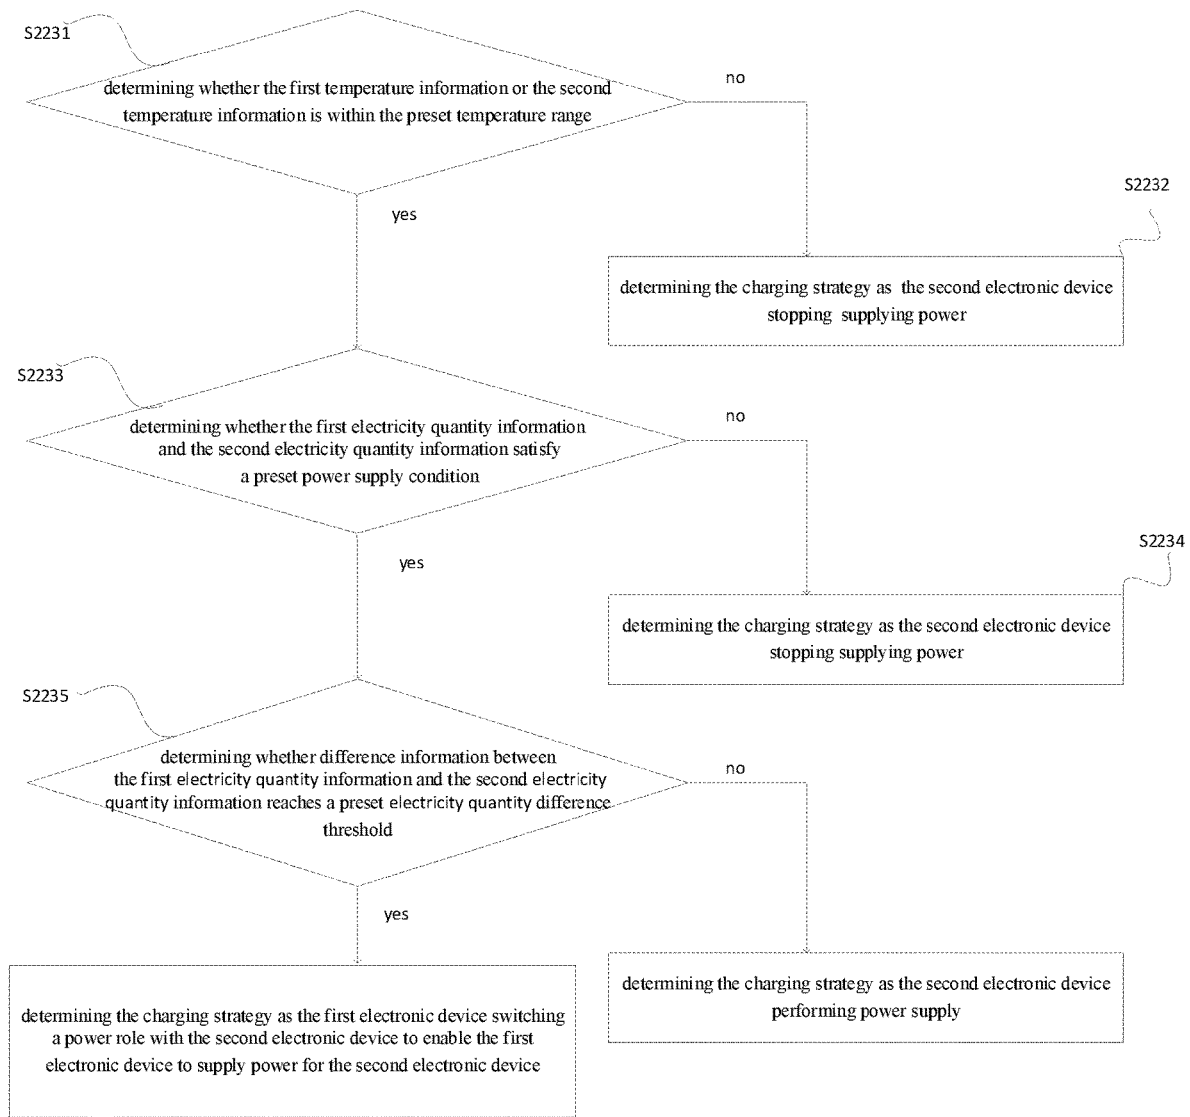 S2231
determining whether the first temperature information or the second
temperature information is within the preset temperature range
no
yes
S2232
determining the charging strategy as the second electronic device
stopping supplying power
S2233
determining whether the first electricity quantity information
and the second electricity quantity information satisfy
a preset power supply condition
no
yes
S2234
determining the charging strategy as the second electronic device
stopping supplying power
S2235
determining whether difference information between
the first electricity quantity information and the second electricity
quantity information reaches a preset electricity quantity difference
threshold
no
yes
determining the charging strategy as the second electronic device
performing power supply
determining the charging strategy as the first electronic device switching
a power role with the second electronic device to enable the first
electronic device to supply power for the second electronic device